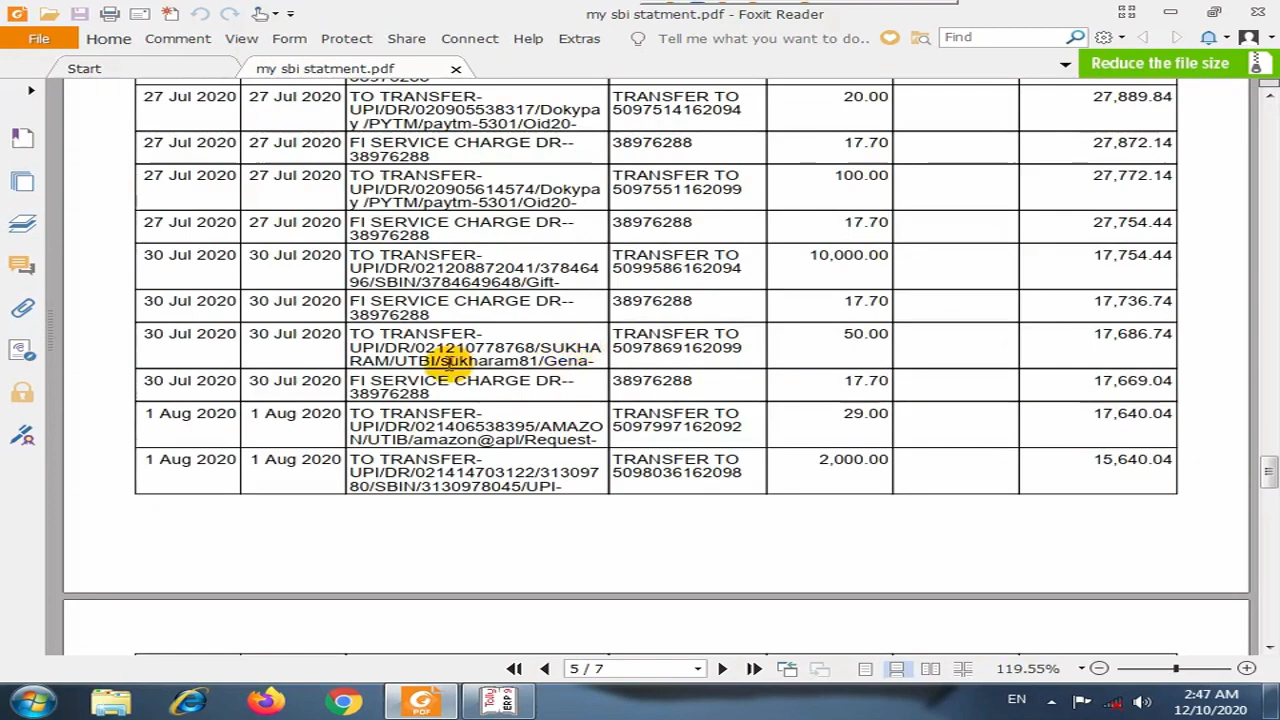 my sbi statment.pdf - Foxit Reader
File Home Comment View Form Protect Share Connect Help Extras Tell me what you want to do.. Find
Start my sbi statment.pdf Reduce the file size
38976288
27 Jul 2020 27 Jul 2020 TO TRANSFER- TRANSFER TO 20.00 27,889.84
UPI/DR/020905538317/Dokypa 5097514162094
y /PYTM/paytm-5301/Oid20-
27 Jul 2020 27 Jul 2020 FI SERVICE CHARGE DR-- 38976288 17.70 27,872.14
38976288
27 Jul 2020 27 Jul 2020 TO TRANSFER- TRANSFER TO 100.00 27,772.14
UPI/DR/020905614574/Dokypa 5097551162099
y /PYTM/paytm-5301/Oid20-
27 Jul 2020 27 Jul 2020 FI SERVICE CHARGE DR-- 38976288 17.70 27,754.44
38976288
30 Jul 2020 30 Jul 2020 TO TRANSFER- TRANSFER TO 10,000.00 17,754.44
UPI/DR/021208872041/378464 5099586162094
96/SBIN/3784649648/Gift-
30 Jul 2020 30 Jul 2020 FI SERVICE CHARGE DR-- 38976288 17.70 17,736.74
38976288
30 Jul 2020 30 Jul 2020 TO TRANSFER- TRANSFER TO 50.00 17,686.74
UPI/DR/021210778768/SUKHA 5097869162099
RAM/UTBI/sukharam81/Gena-
30 Jul 2020 30 Jul 2020 FI SERVICE CHARGE DR-- 38976288 17.70 17,669.04
38976288
1 Aug 2020 1 Aug 2020 TO TRANSFER- TRANSFER TO 29.00 17,640.04
UPI/DR/021406538395/AMAZO 5097997162092
N/UTIB/amazon@apl/Request-
1 Aug 2020 1 Aug 2020 TO TRANSFER- TRANSFER TO 2,000.00 15,640.04
UPI/DR/021414703122/313097 5098036162098
80/SBIN/3130978045/UPI-
5 / 7 119.55%
EN 2:47 AM
12/10/2020
PDF
Tally
ERP 9